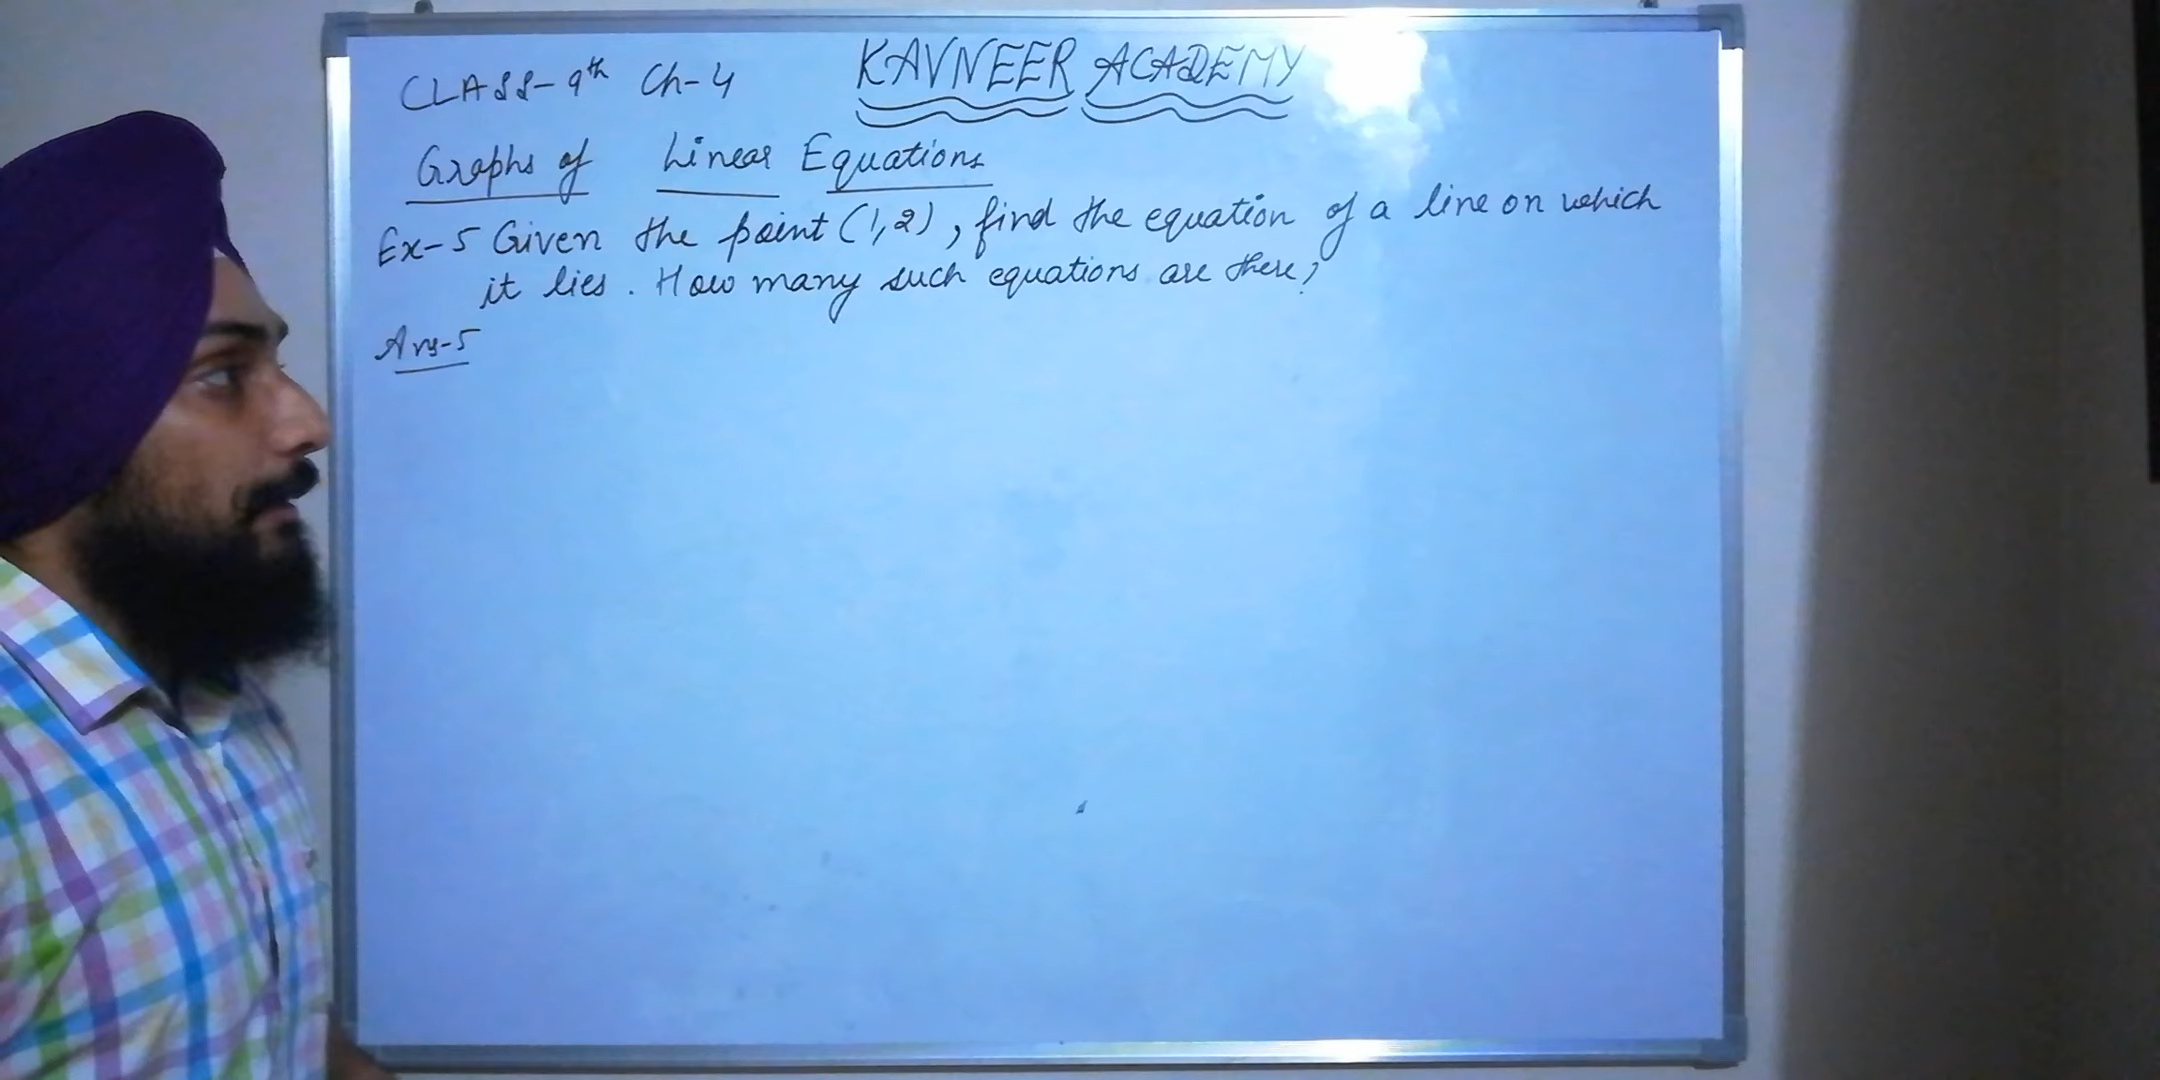 CLASS-9th Ch-4 KAVNEER ACADEMY
Graphs of Linear Equations
Ex-5 Given the point (1,2), find the equation of a line on which
it lies. How many such equations are there?
Ans-5